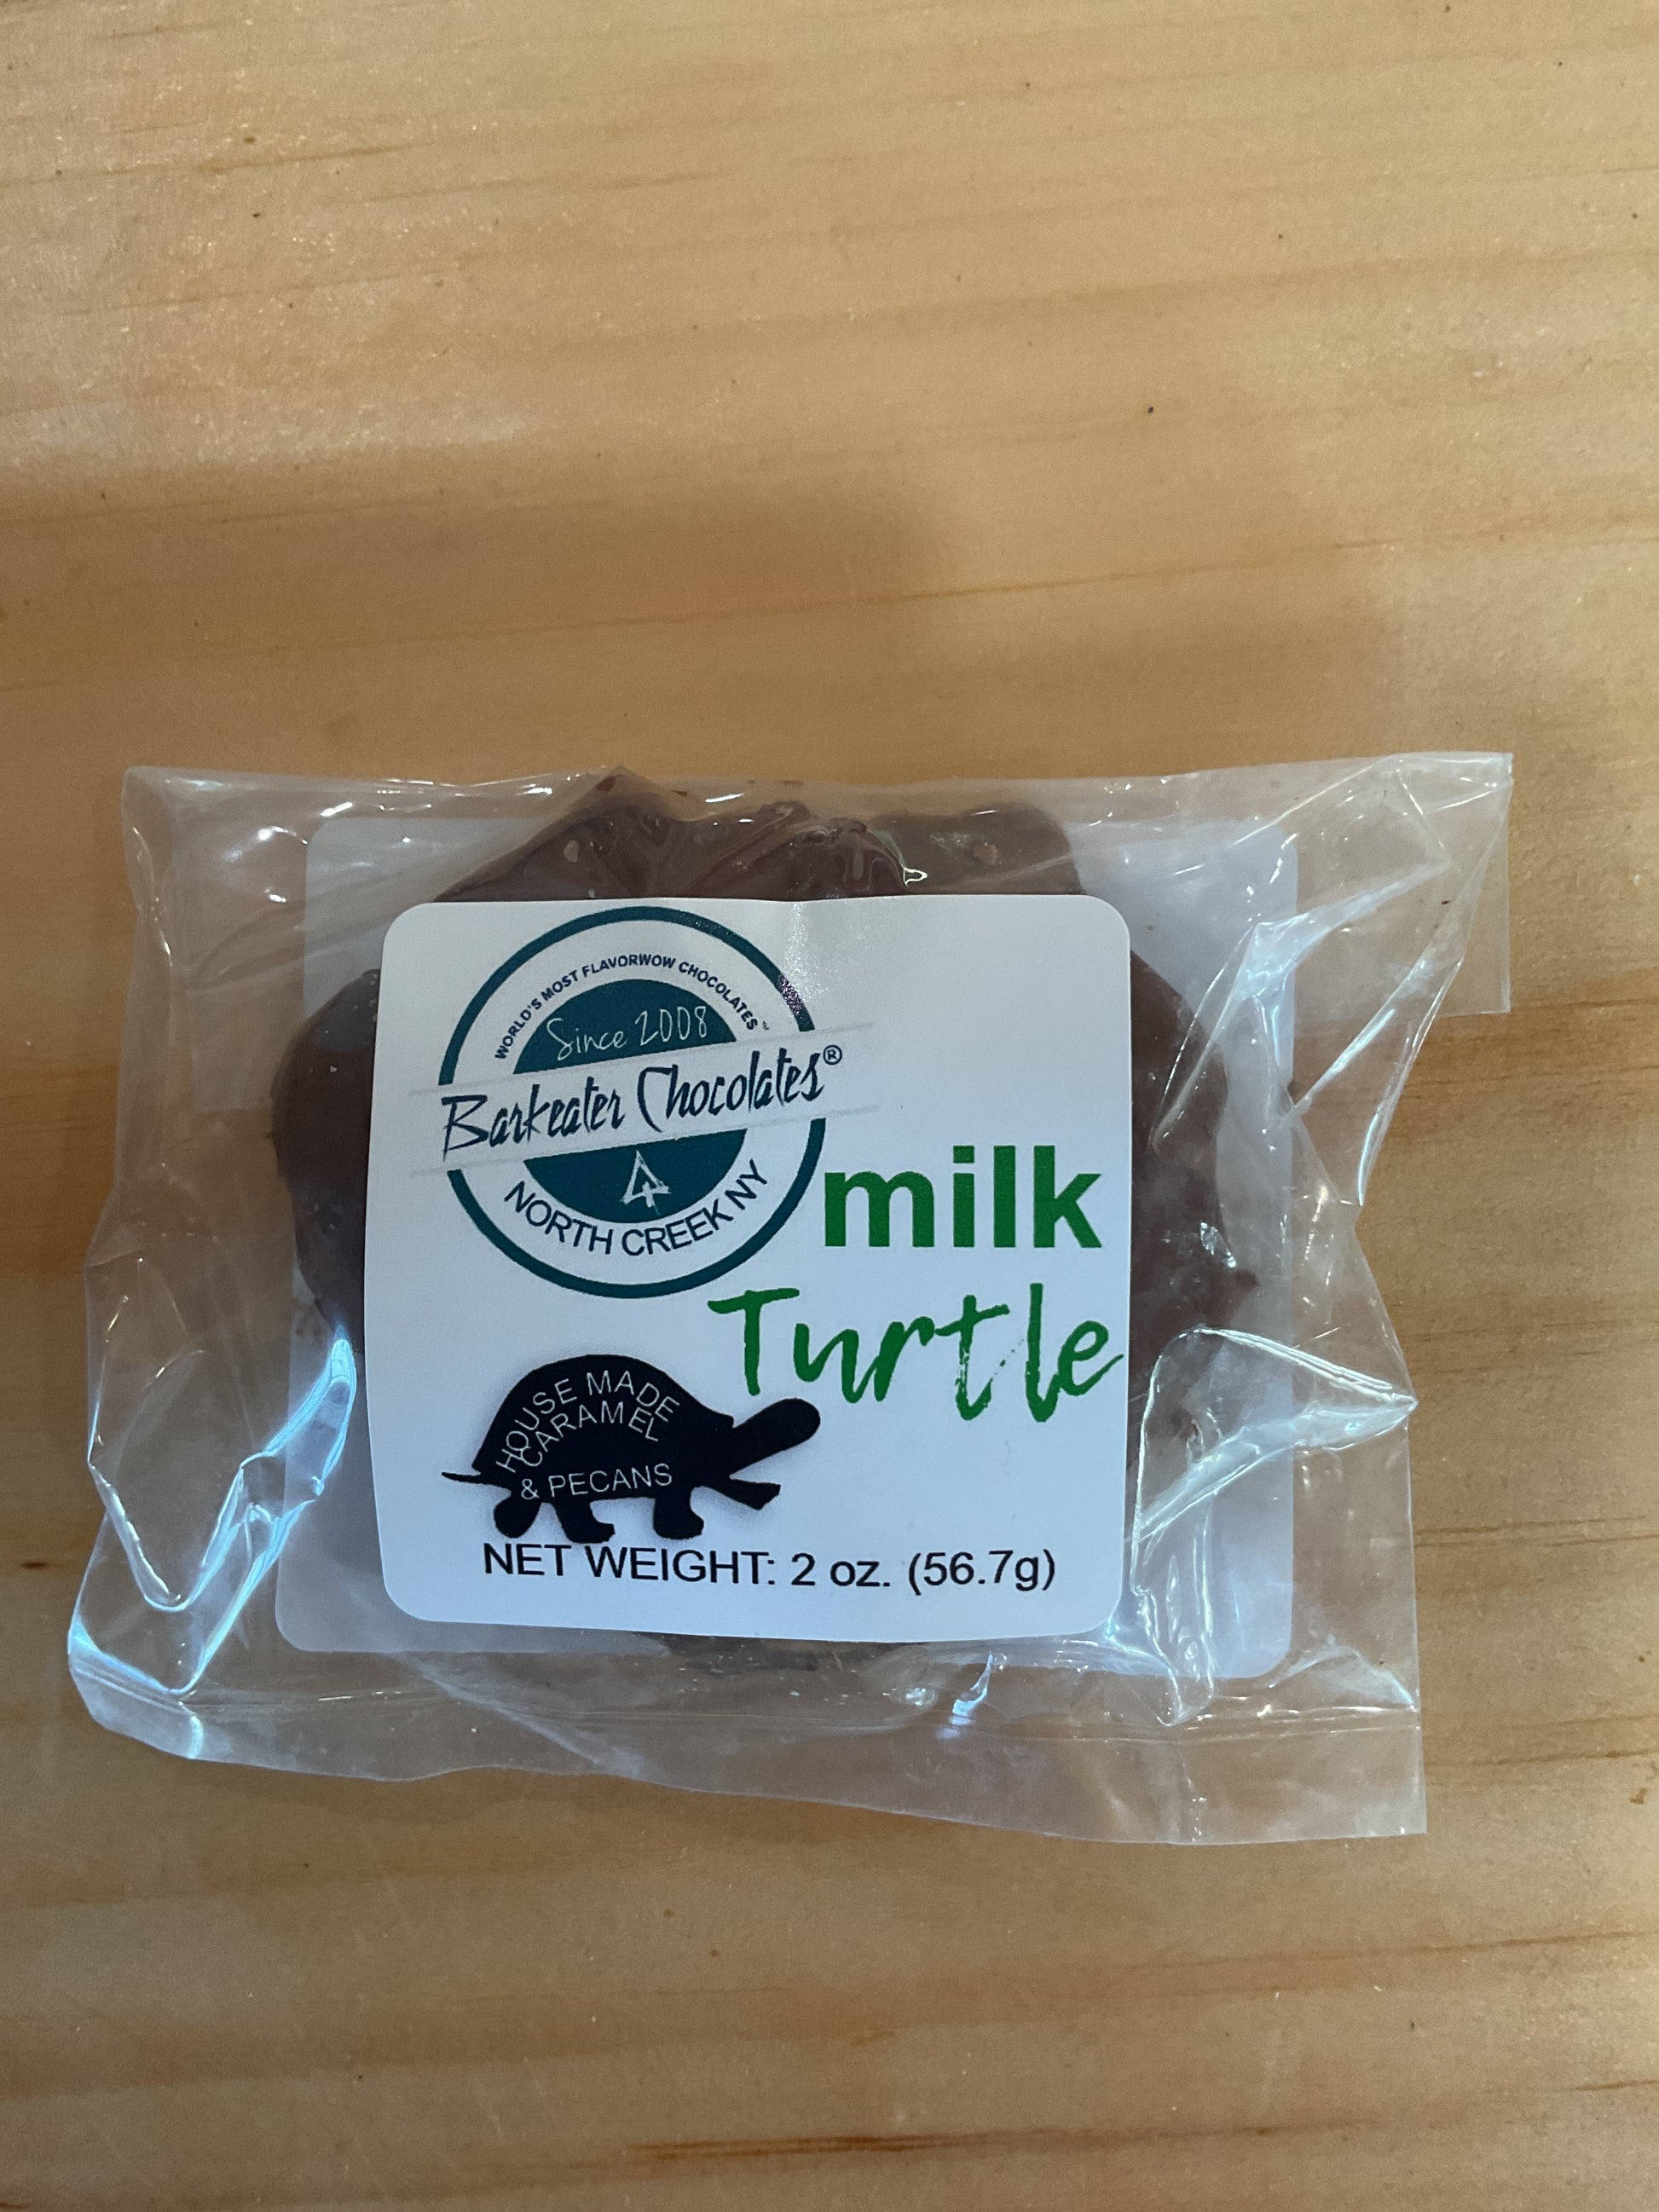 WORLD'S MOST FLAVORWOW CHOCOLATES
Since 2008
Barkeater Chocolates®
NORTH CREEK NY
milk
Turtle
HOUSE MADE
CARAMEL
& PECANS
NET WEIGHT: 2 oz. (56.7g)